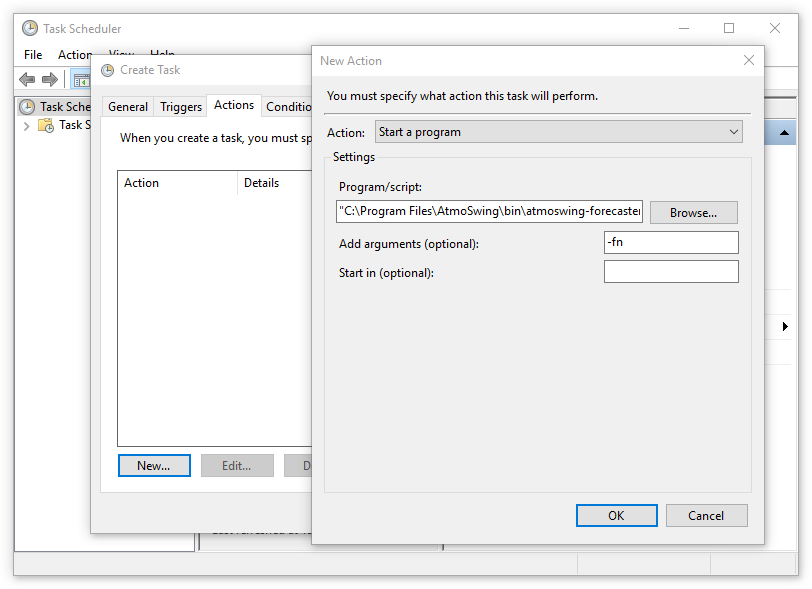 Task Scheduler
File Action View Help
Create Task
New Action
You must specify what action this task will perform.
General Triggers Actions Conditio
Action: Start a program
Task Sche
Task S
When you create a task, you must sp
Settings
Action Details
Program/script:
"C:\Program Files\AtmoSwing\bin\atmoswing-forecaster Browse...
Add arguments (optional): -fn
Start in (optional):
New... Edit... D
OK Cancel